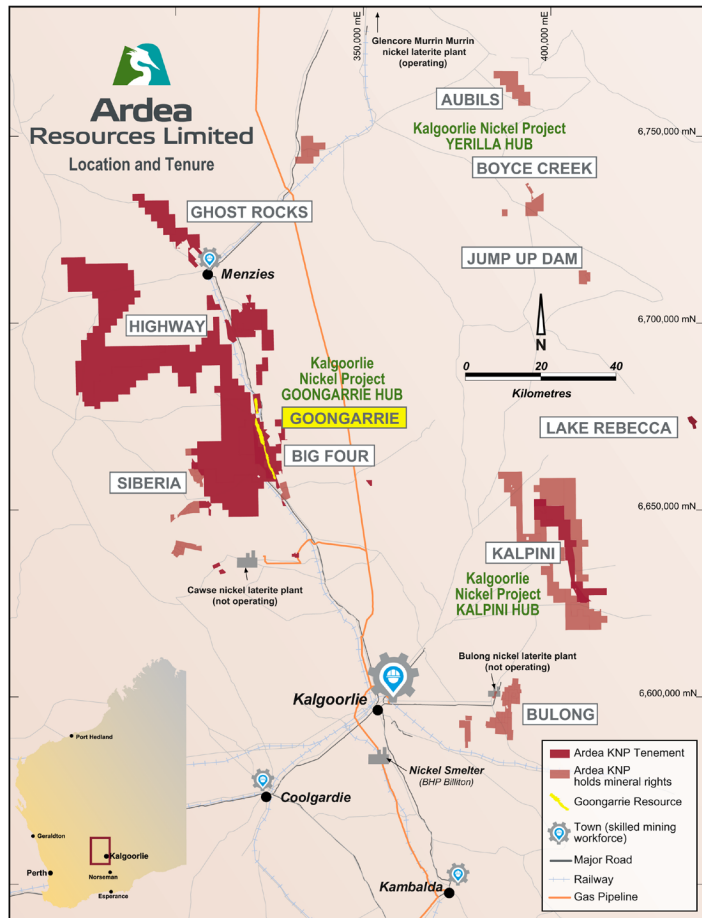 Ardea
Resources Limited
Location and Tenure
350,000 mE
400,000 mE
Glencore Murrin Murrin
nickel laterite plant
(operating)
AUBILS
Kalgoorlie Nickel Project
YERILLA HUB
6,750,000 mN
BOYCE CREEK
GHOST ROCKS
JUMP UP DAM
Menzies
N
6,700,000 mN
HIGHWAY
0 20 40
Kilometres
Kalgoorlie
Nickel Project
GOONGARRIE HUB
GOONGARRIE
LAKE REBECCA
BIG FOUR
SIBERIA
6,650,000 mN
KALPINI
Kalgoorlie
Nickel Project
KALPINI HUB
Cawse nickel laterite plant
(not operating)
Bulong nickel laterite plant
(not operating)
Kalgoorlie
6,600,000 mN
BULONG
Nickel Smelter
(BHP Billiton)
Coolgardie
Kambalda
Port Hedland
Geraldton
Kalgoorlie
Perth
Norseman
Esperance
Ardea KNP Tenement
Ardea KNP
holds mineral rights
Goongarrie Resource
Town (skilled mining
workforce)
Major Road
Railway
Gas Pipeline